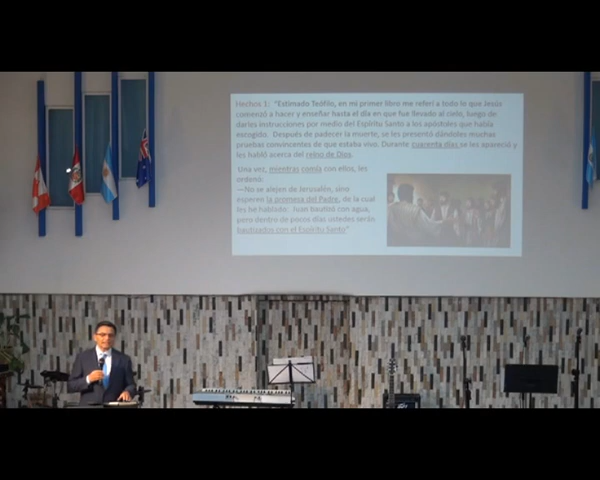 Hechos 1: "Estimado Teófilo, en mi primer libro me referí a todo lo que Jesús
comenzó a hacer y enseñar hasta el día en que fue llevado al cielo, luego de
darles instrucciones por medio del Espíritu Santo a los apóstoles que había
escogido. Después de padecer la muerte, se les presentó dándoles muchas
pruebas convincentes de que estaba vivo. Durante cuarenta días se les apareció y
les habló acerca del reino de Dios.
Una vez, mientras comía con ellos, les
ordenó:
—No se alejen de Jerusalén, sino
esperen la promesa del Padre, de la cual
les he hablado: Juan bautizó con agua,
pero dentro de pocos días ustedes serán
bautizados con el Espíritu Santo"